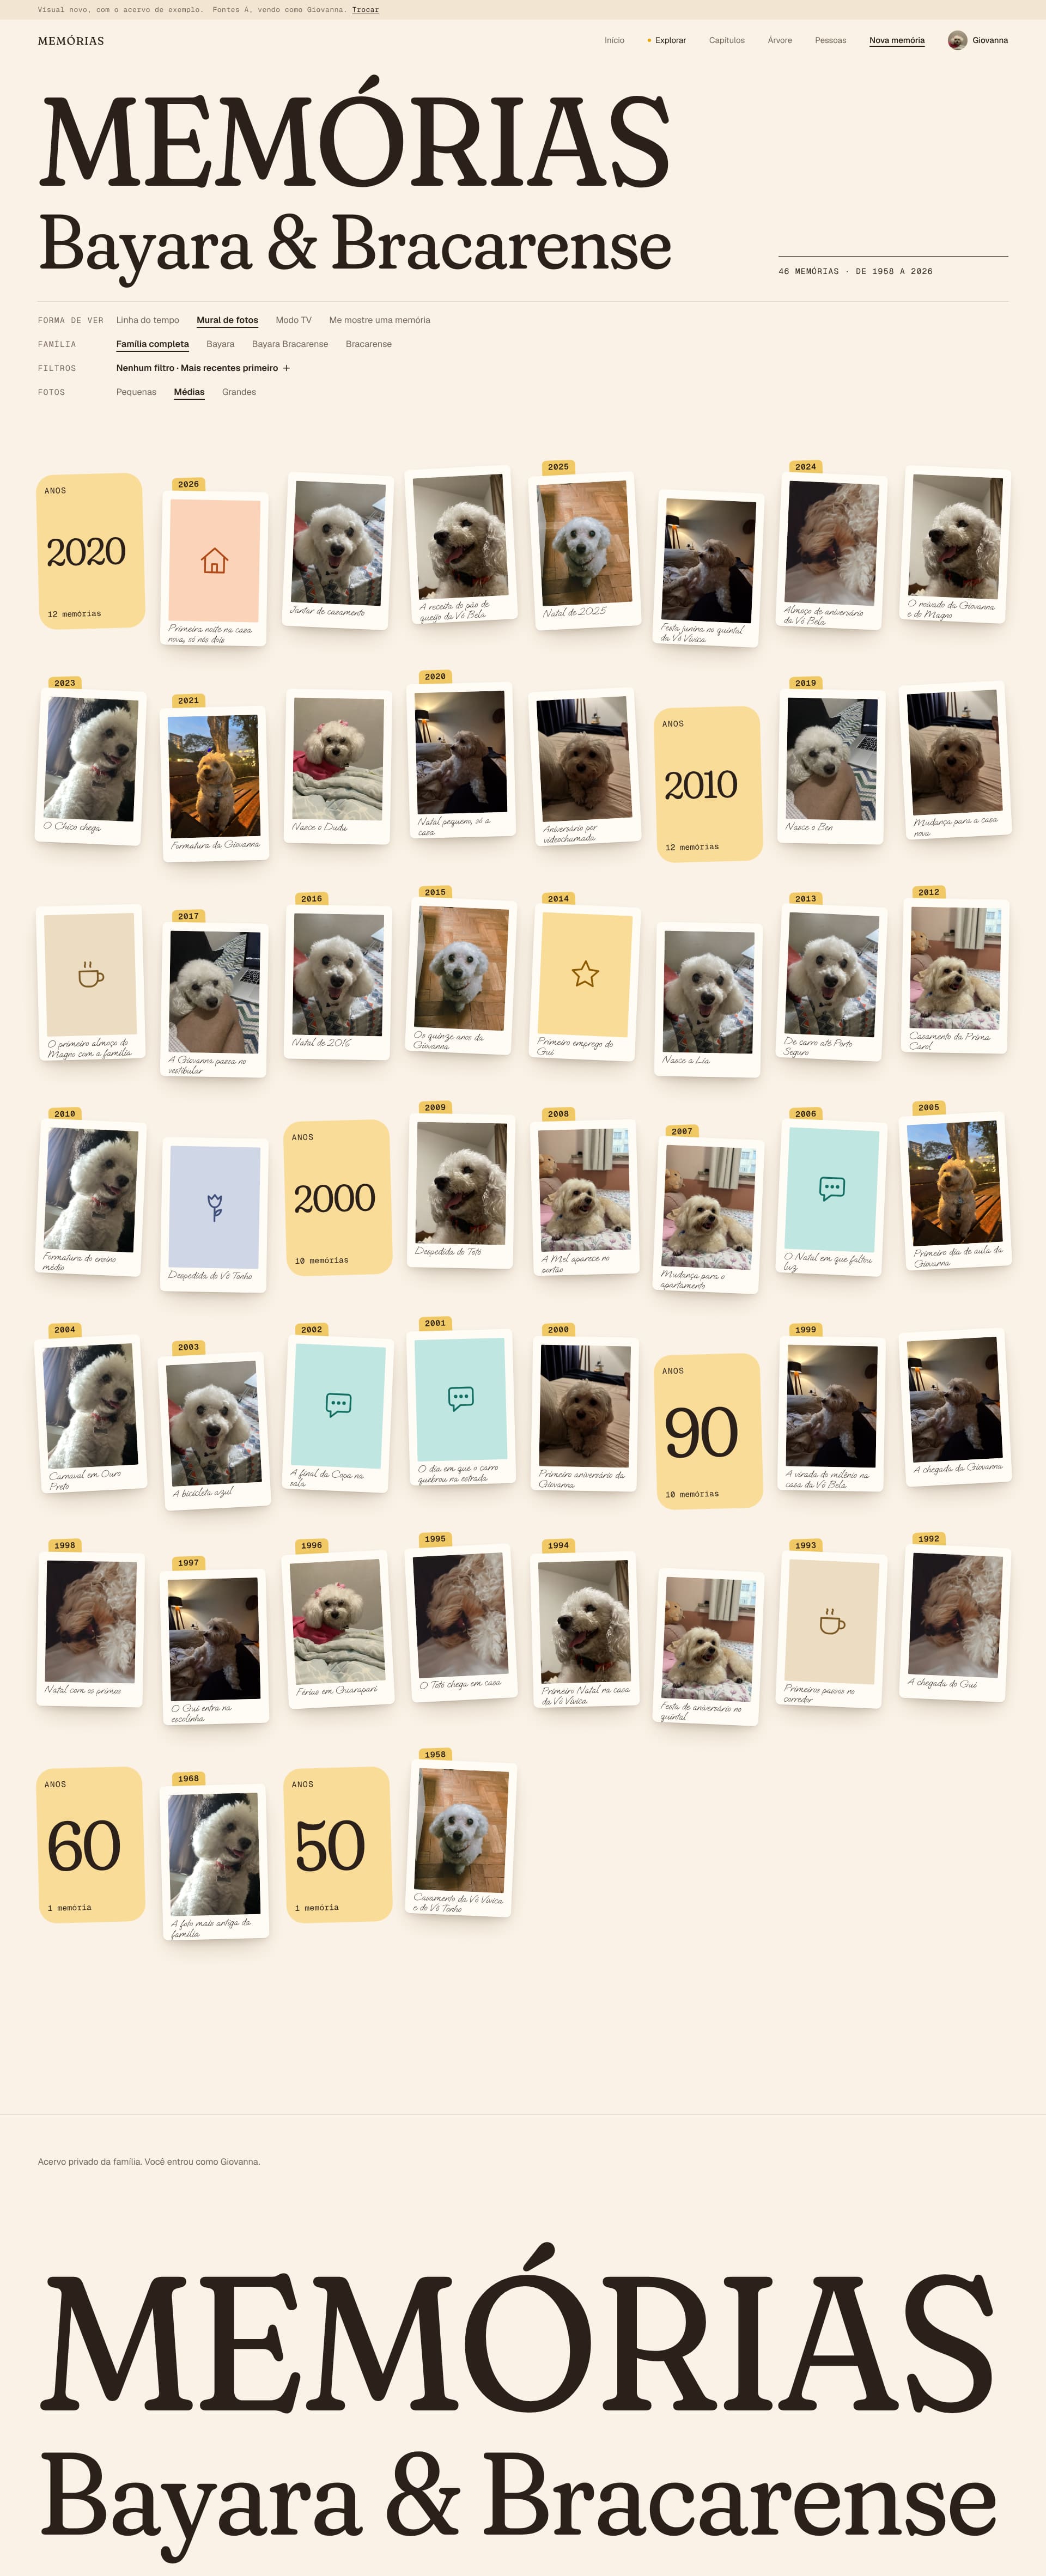 Visual novo, com o acervo de exemplo. Fontes A, vendo como Giovanna. Trocar
MEMÓRIAS
Início
Explorar
Capítulos
Árvore
Pessoas
Nova memória
Giovanna
MEMÓRIAS
Bayara & Bracarense
46 MEMÓRIAS · DE 1958 A 2026
FORMA DE VER Linha do tempo Mural de fotos Modo TV Me mostre uma memória
FAMÍLIA Família completa Bayara Bayara Bracarense Bracarense
FILTROS Nenhum filtro · Mais recentes primeiro +
FOTOS Pequenas Médias Grandes
ANOS
2020
12 memórias
2026
Primeira noite na casa
nova, só nós dois
Jantar de casamento
A receita do pão de
queijo da Vó Bela
2025
Natal de 2025
Festa junina no quintal
da Vó Vivica
2024
Almoço de aniversário
da Vó Bela
O noivado da Giovanna
e do Magno
2023
O Chico chega
2021
Formatura da Giovanna
Nasce o Duda
2020
Natal pequeno, só a
casa
Aniversário por
videochamada
ANOS
2010
12 memórias
2019
Nasce o Ben
Mudança para a casa
nova
O primeiro almoço do
Magno com a família
2017
A Giovanna passa no
vestibular
2016
Natal de 2016
2015
Os quinze anos da
Giovanna
2014
Primeiro emprego do
Gui
Nasce a Lia
2013
De carro até Porto
Seguro
2012
Casamento da Prima
Carol
2010
Formatura do ensino
médio
Despedida do Vô Tonho
ANOS
2000
10 memórias
2009
Despedida do Totó
2008
A Mel aparece no
portão
2007
Mudança para o
apartamento
2006
O Natal em que faltou
luz
2005
Primeiro dia de aula da
Giovanna
2004
Carnaval em Ouro
Preto
2003
A bicicleta azul
2002
A final da Copa na
sala
2001
O dia em que o carro
quebrou na estrada
2000
Primeiro aniversário da
Giovanna
ANOS
90
10 memórias
1999
A virada do milênio na
casa da Vó Bela
A chegada da Giovanna
1998
Natal com os primos
1997
O Gui entra na
escolinha
1996
Férias em Guarapari
1995
O Totó chega em casa
1994
Primeiro Natal na casa
da Vó Vivica
Festa de aniversário no
quintal
1993
Primeiros passos no
corredor
1992
A chegada do Gui
ANOS
60
1 memória
1968
A foto mais antiga da
família
ANOS
50
1 memória
1958
Casamento da Vó Vivica
e do Vô Tonho
Acervo privado da família. Você entrou como Giovanna.
MEMÓRIAS
Bayara & Bracarense